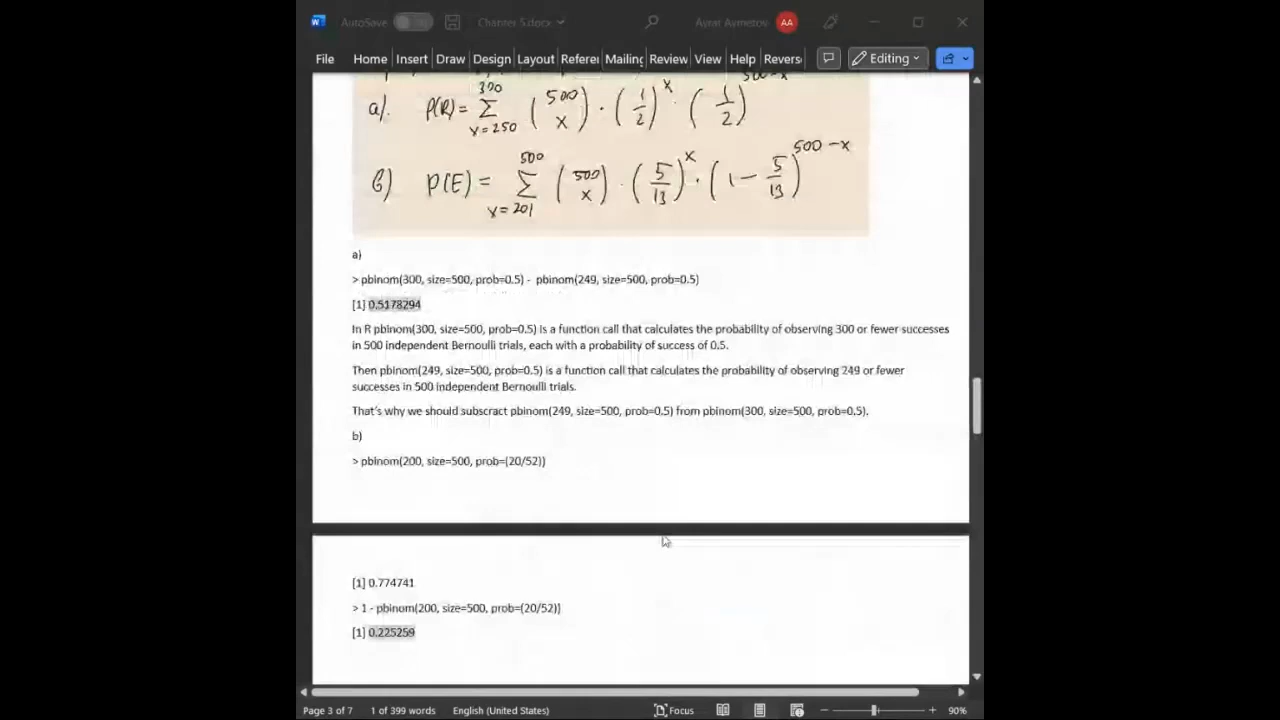 AutoSave
Chapter 5.docx
Ayrat Aymetov
AA
File Home Insert Draw Design Layout Referei Mailing Review View Help Revers
Editing
300
a). P(R) = Σ (500 x) · (1/2)^x · (1/2)^500-x
x=250
500
b) P(E) = Σ (500 x) · (5/13)^x · (1 - 5/13)^500-x
x=201
a)
> pbinom(300, size=500, prob=0.5) - pbinom(249, size=500, prob=0.5)
[1] 0.5178294
In R pbinom(300, size=500, prob=0.5) is a function call that calculates the probability of observing 300 or fewer successes
in 500 independent Bernoulli trials, each with a probability of success of 0.5.
Then pbinom(249, size=500, prob=0.5) is a function call that calculates the probability of observing 249 or fewer
successes in 500 independent Bernoulli trials.
That's why we should subscract pbinom(249, size=500, prob=0.5) from pbinom(300, size=500, prob=0.5).
b)
> pbinom(200, size=500, prob=(20/52))
[1] 0.774741
> 1 - pbinom(200, size=500, prob=(20/52))
[1] 0.225259
Page 3 of 7 1 of 399 words English (United States) Focus 90%